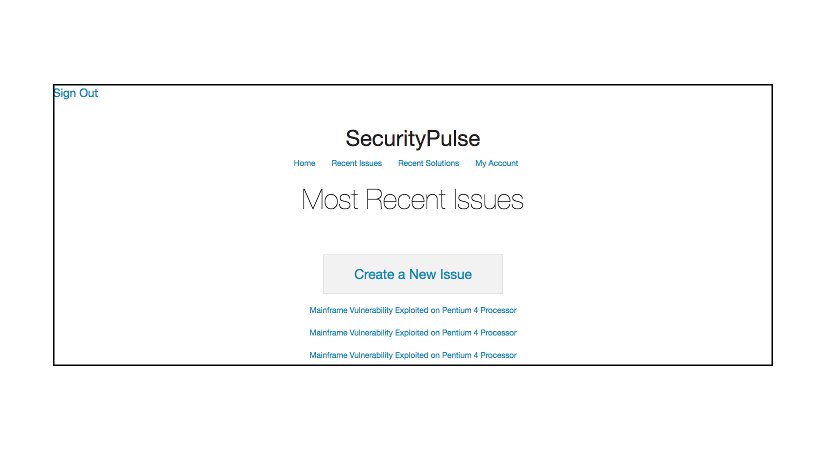 Sign Out
SecurityPulse
Home Recent Issues Recent Solutions My Account
Most Recent Issues
Create a New Issue
Mainframe Vulnerability Exploited on Pentium 4 Processor
Mainframe Vulnerability Exploited on Pentium 4 Processor
Mainframe Vulnerability Exploited on Pentium 4 Processor